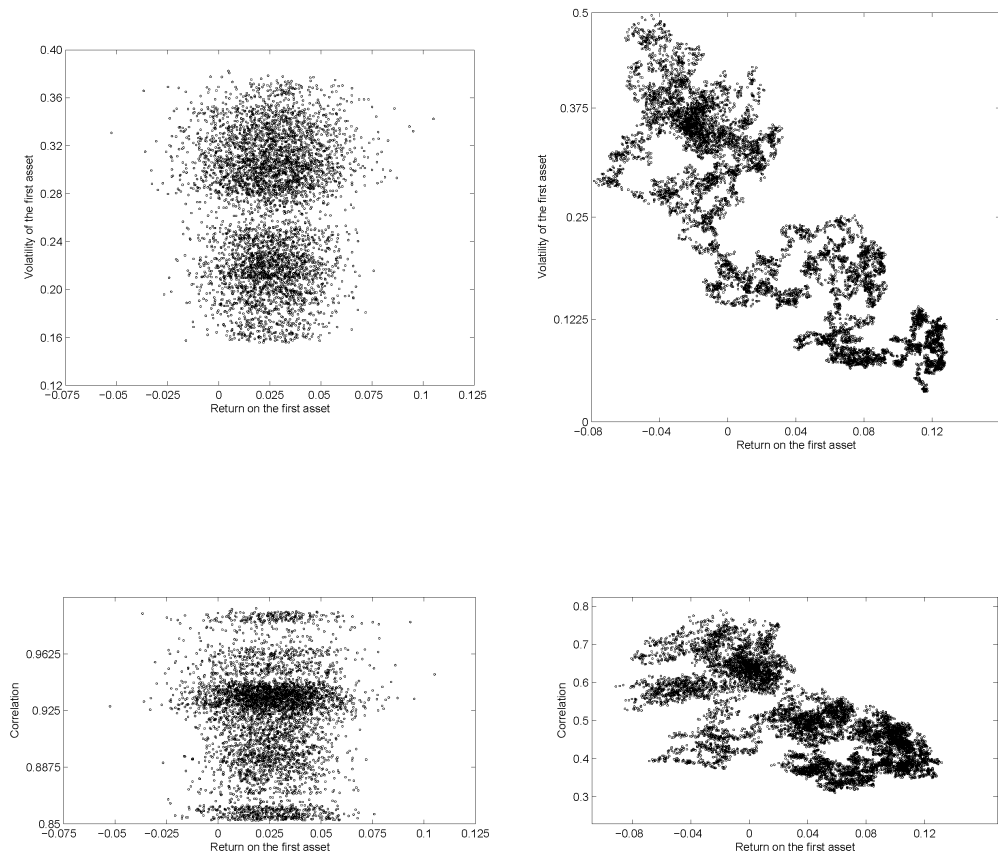 0.40
0.36
0.32
0.28
0.24
0.20
0.16
0.12
Volatility of the first asset
−0.075 −0.05 −0.025 0 0.025 0.05 0.075 0.1 0.125
Return on the first asset
0.5
0.375
0.25
0.1225
0
Volatility of the first asset
−0.08 −0.04 0 0.04 0.08 0.12
Return on the first asset
0.9625
0.925
0.8875
0.85
Correlation
−0.075 −0.05 −0.025 0 0.025 0.05 0.075 0.1 0.125
Return on the first asset
0.8
0.7
0.6
0.5
0.4
0.3
Correlation
−0.08 −0.04 0 0.04 0.08 0.12
Return on the first asset